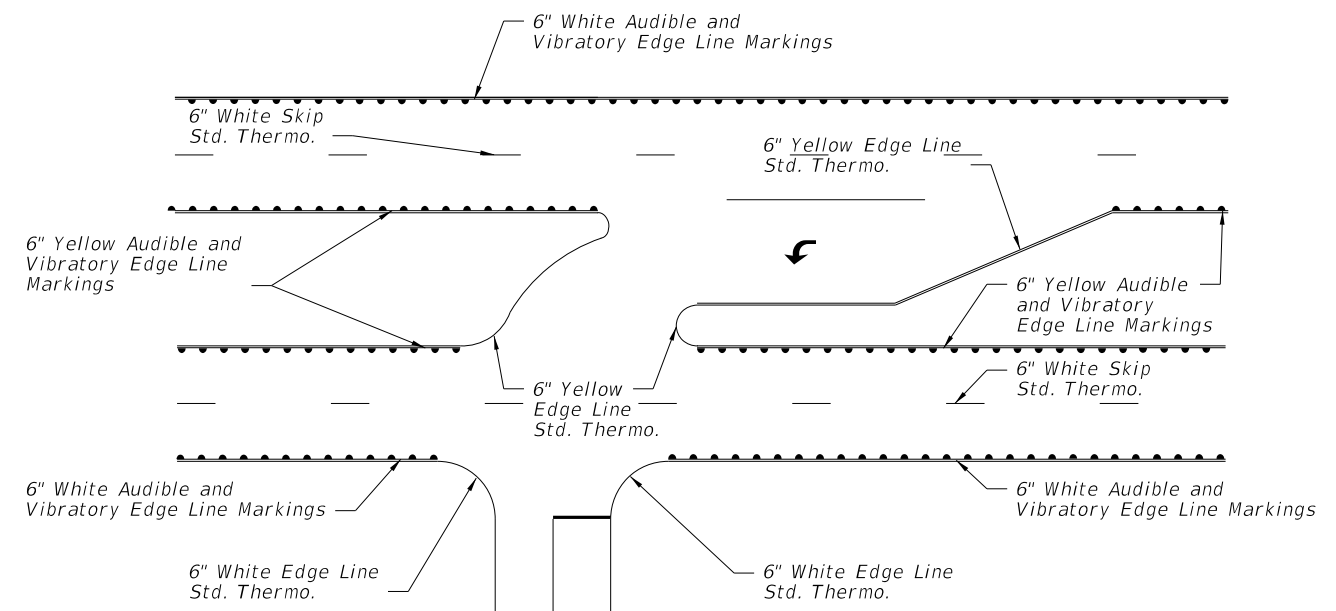 6" White Audible and
Vibratory Edge Line Markings
6" White Skip
Std. Thermo.
6" Yellow Edge Line
Std. Thermo.
6" Yellow Audible and
Vibratory Edge Line
Markings
6" Yellow Audible
and Vibratory
Edge Line Markings
6" White Skip
Std. Thermo.
6" Yellow
Edge Line
Std. Thermo.
6" White Audible and
Vibratory Edge Line Markings
6" White Audible and
Vibratory Edge Line Markings
6" White Edge Line
Std. Thermo.
6" White Edge Line
Std. Thermo.